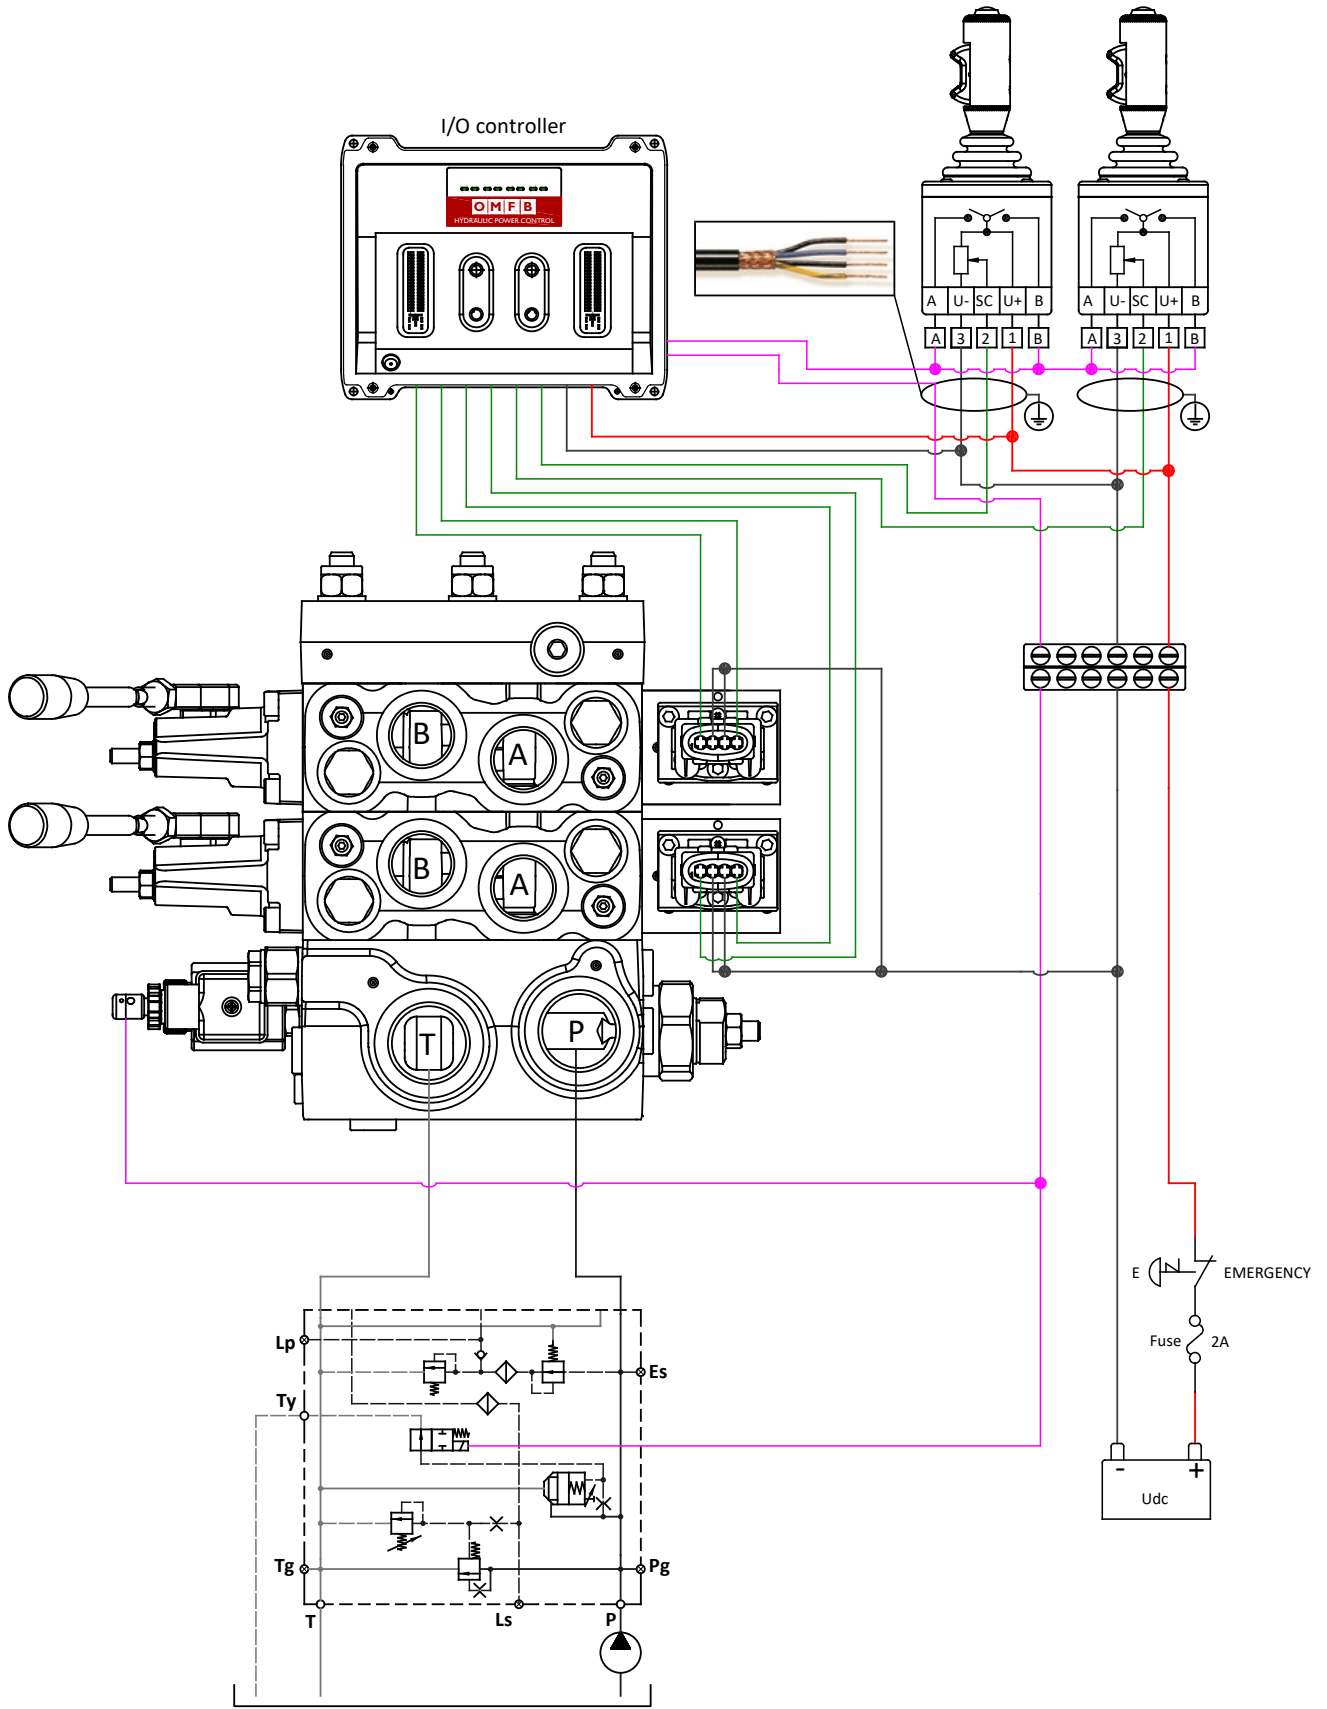 I/O controller
OMFB
HYDRAULIC POWER CONTROL
A U- SC U+ B
A U- SC U+ B
A 3 2 1 B
A 3 2 1 B
B
A
B
A
T
P
E
EMERGENCY
Fuse
2A
Lp
Es
Ty
- +
Udc
Tg
Pg
T
Ls
P